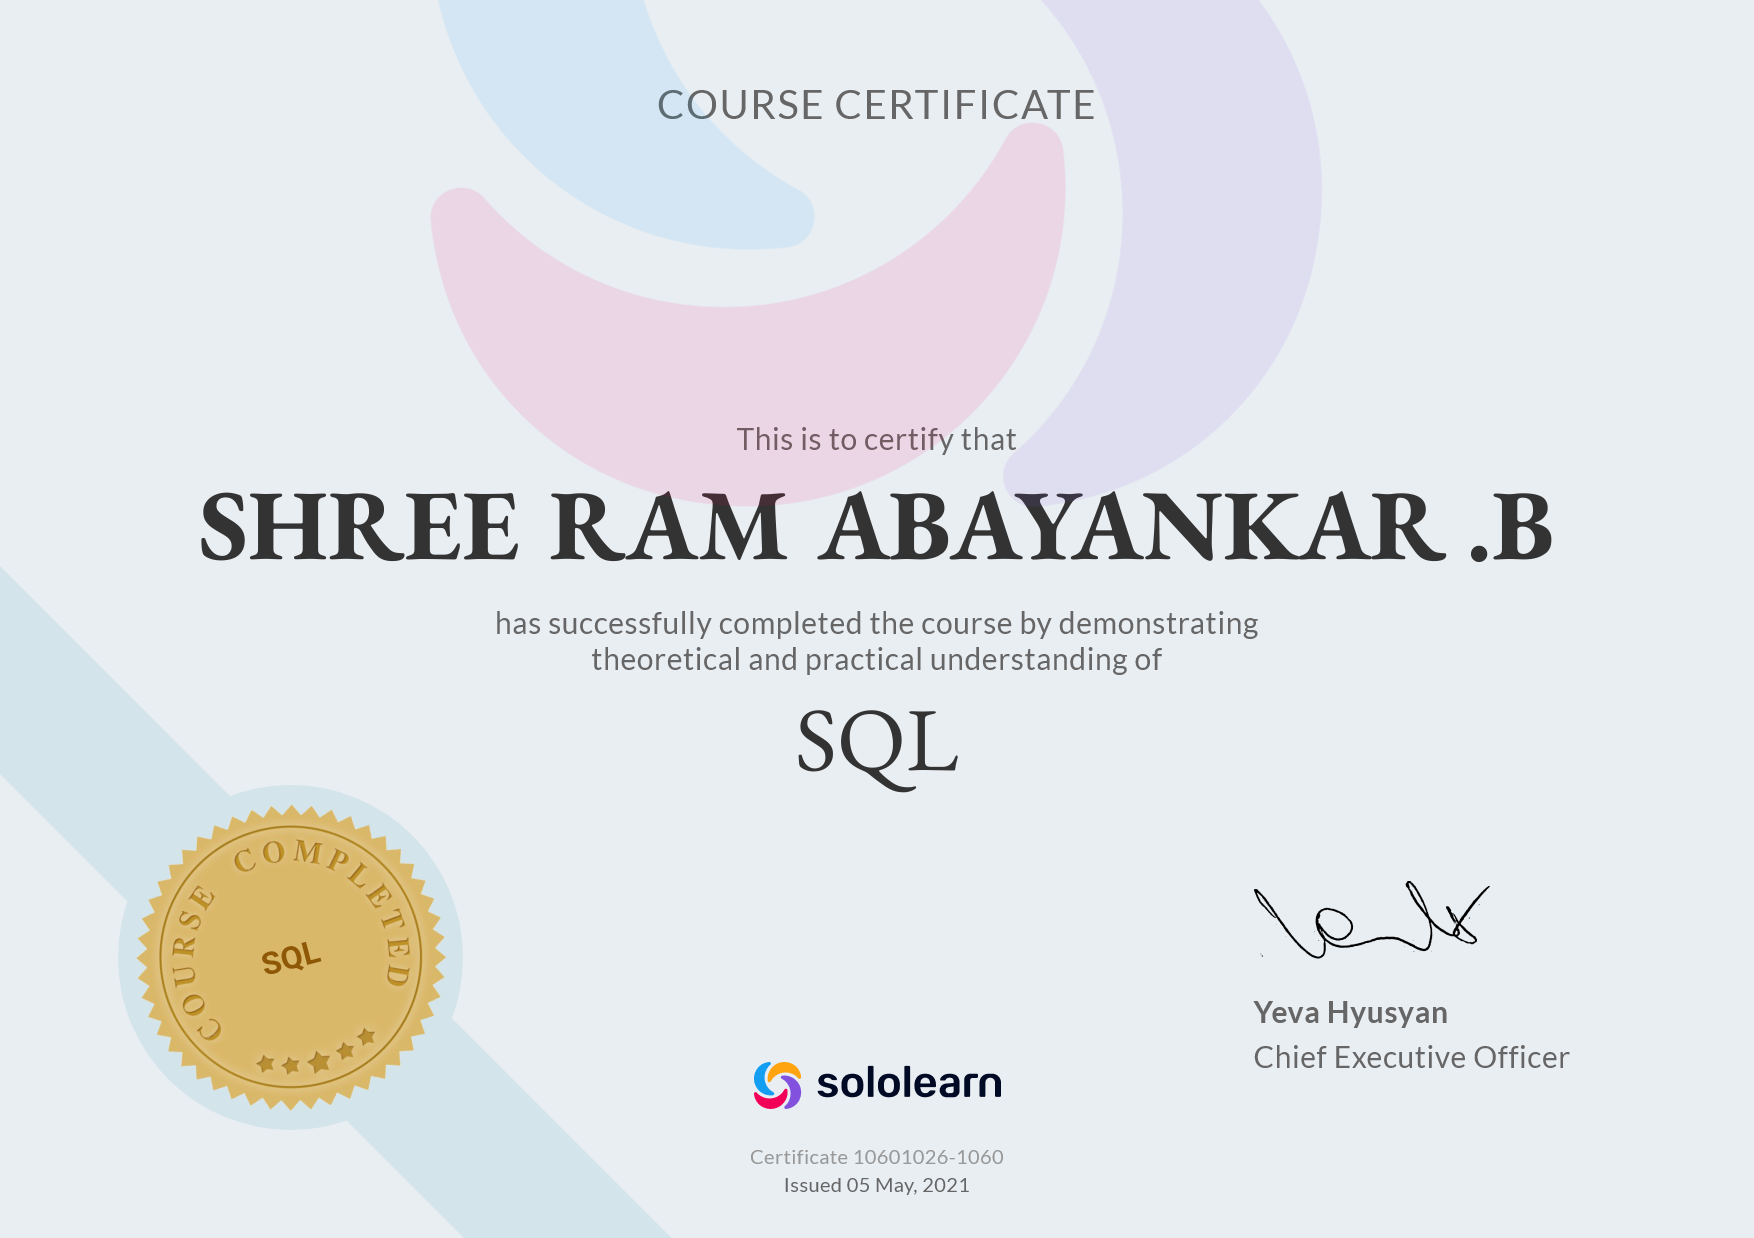 COURSE CERTIFICATE
This is to certify that
SHREE RAM ABAYANKAR .B
has successfully completed the course by demonstrating
theoretical and practical understanding of
SQL
COURSE COMPLETED
SQL
Yeva Hyusyan
Chief Executive Officer
sololearn
Certificate 10601026-1060
Issued 05 May, 2021